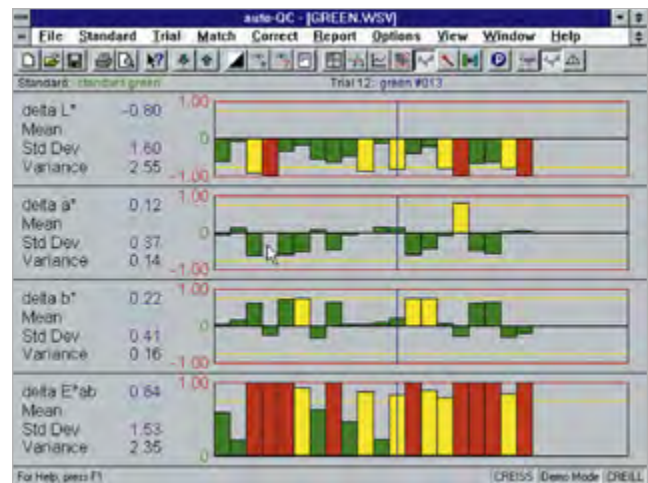 auto-QC - [GREEN.WSV]
File Standard Trial Match Correct Report Options View Window Help
Standard: standard green Trial 12: green #013
delta L* -0.80 1.00
Mean 0
Std Dev 1.60
Variance 2.55 -1.00
delta a* 0.12 1.00
Mean 0
Std Dev 0.37
Variance 0.14 -1.00
delta b* 0.22 1.00
Mean 0
Std Dev 0.41
Variance 0.16 -1.00
delta E*ab 0.84 1.00
Mean
Std Dev 1.53
Variance 2.35 0
For Help, press F1 CREISS Demo Mode CREILL